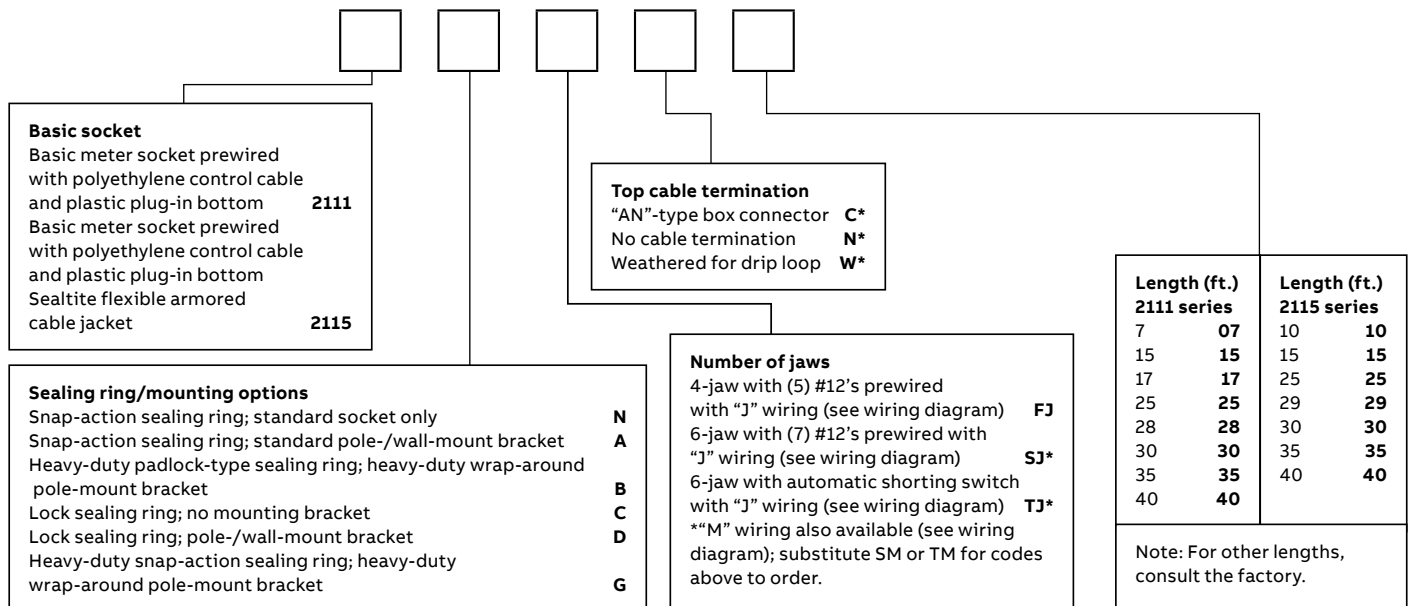 Basic socket
Basic meter socket prewired
with polyethylene control cable
and plastic plug-in bottom 2111
Basic meter socket prewired
with polyethylene control cable
and plastic plug-in bottom
Sealtite flexible armored
cable jacket 2115
Sealing ring/mounting options
Snap-action sealing ring; standard socket only N
Snap-action sealing ring; standard pole-/wall-mount bracket A
Heavy-duty padlock-type sealing ring; heavy-duty wrap-around
pole-mount bracket B
Lock sealing ring; no mounting bracket C
Lock sealing ring; pole-/wall-mount bracket D
Heavy-duty snap-action sealing ring; heavy-duty
wrap-around pole-mount bracket G
Top cable termination
“AN”-type box connector C*
No cable termination N*
Weathered for drip loop W*
Number of jaws
4-jaw with (5) #12’s prewired
with “J” wiring (see wiring diagram) FJ
6-jaw with (7) #12’s prewired with
“J” wiring (see wiring diagram) SJ*
6-jaw with automatic shorting switch
with “J” wiring (see wiring diagram) TJ*
*“M” wiring also available (see wiring
diagram); substitute SM or TM for codes
above to order.
Length (ft.)
2111 series
7 07
15 15
17 17
25 25
28 28
30 30
35 35
40 40
Length (ft.)
2115 series
10 10
15 15
25 25
29 29
30 30
35 35
40 40
Note: For other lengths,
consult the factory.